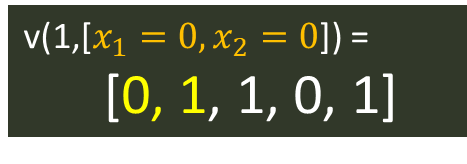 v(1,[x₁ = 0, x₂ = 0]) =
[0, 1, 1, 0, 1]